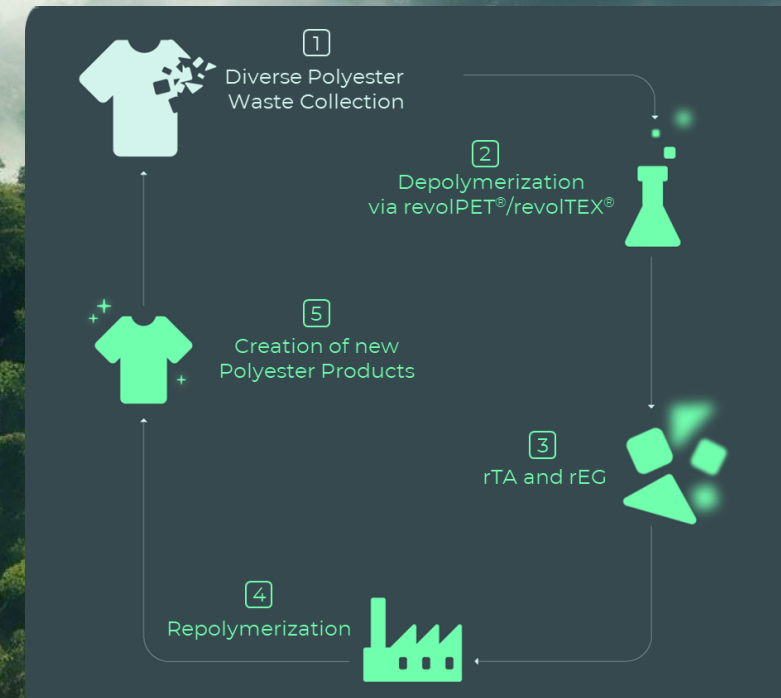 1
Diverse Polyester
Waste Collection
2
Depolymerization
via revolPET®/revolTEX®
3
rTA and rEG
4
Repolymerization
5
Creation of new
Polyester Products